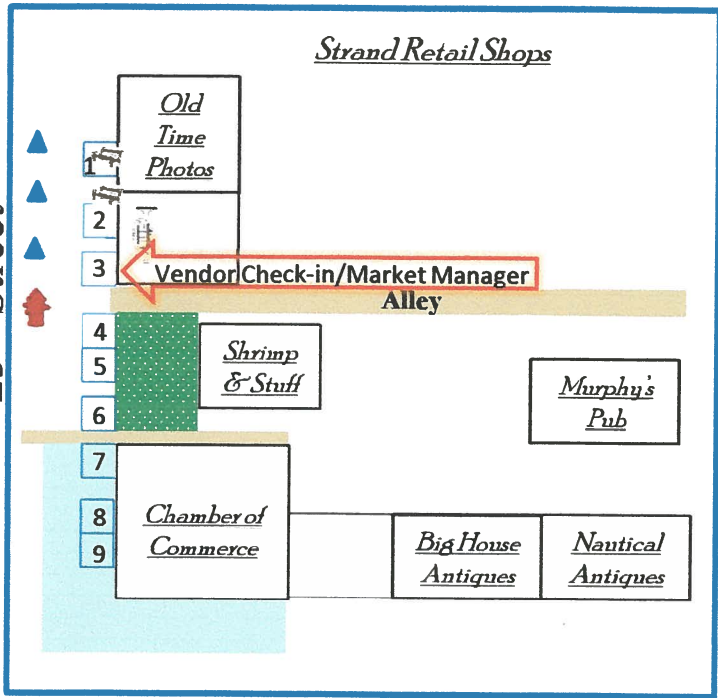 Strand Retail Shops
Old
Time
Photos
1
2
3
Vendor Check-in/Market Manager
Alley
4
5
6
Shrimp
& Stuff
Murphy's
Pub
7
8
9
Chamber of
Commerce
Big House
Antiques
Nautical
Antiques